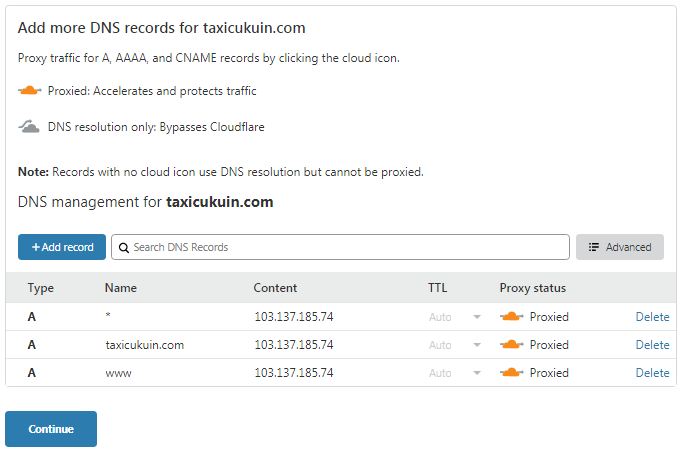 Add more DNS records for taxicukuin.com
Proxy traffic for A, AAAA, and CNAME records by clicking the cloud icon.
Proxied: Accelerates and protects traffic
DNS resolution only: Bypasses Cloudflare
Note: Records with no cloud icon use DNS resolution but cannot be proxied.
DNS management for taxicukuin.com
+Add record Search DNS Records Advanced
Type Name Content TTL Proxy status
A * 103.137.185.74 Auto Proxied Delete
A taxicukuin.com 103.137.185.74 Auto Proxied Delete
A www 103.137.185.74 Auto Proxied Delete
Continue